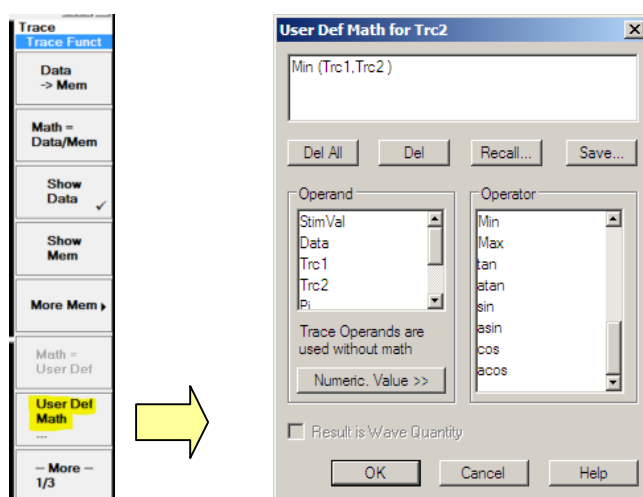 Trace
Trace Funct
Data
-> Mem
Math =
Data/Mem
Show
Data
Show
Mem
More Mem
Math =
User Def
User Def
Math
---
— More —
1/3
User Def Math for Trc2
Min (Trc1,Trc2 )
Del All Del Recall... Save...
Operand
StimVal
Data
Trc1
Trc2
Pi
Trace Operands are
used without math
Numeric. Value >>
Operator
Min
Max
tan
atan
sin
asin
cos
acos
Result is Wave Quantity
OK Cancel Help